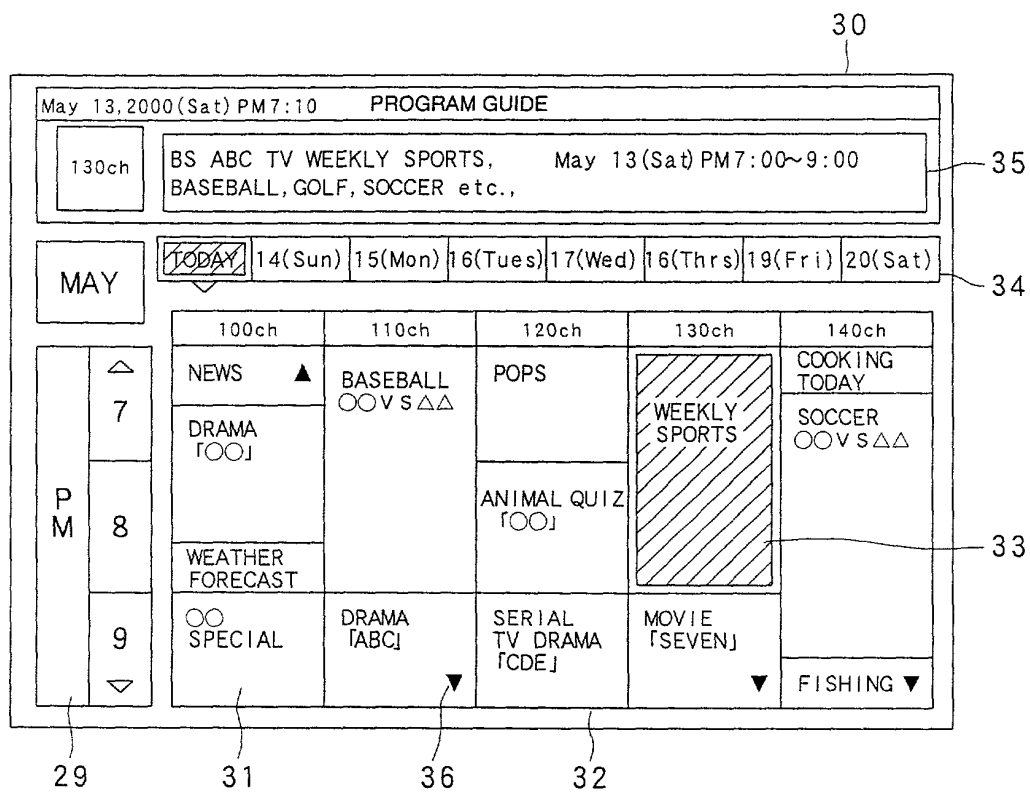 30
May 13,2000(Sat) PM7:10 PROGRAM GUIDE
130ch
BS ABC TV WEEKLY SPORTS, May 13(Sat)PM7:00~9:00
BASEBALL,GOLF,SOCCER etc.,
35
MAY
TODAY 14(Sun) 15(Mon) 16(Tues) 17(Wed) 16(Thrs) 19(Fri) 20(Sat)
34
100ch 110ch 120ch 130ch 140ch
PM
7
8
9
NEWS ▲
DRAMA
「○○」
WEATHER
FORECAST
○○
SPECIAL
BASEBALL
○○VS△△
DRAMA
「ABC」
▼
POPS
ANIMAL QUIZ
「○○」
SERIAL
TV DRAMA
「CDE」
WEEKLY
SPORTS
MOVIE
「SEVEN」
▼
COOKING
TODAY
SOCCER
○○VS△△
FISHING ▼
33
29 31 36 32